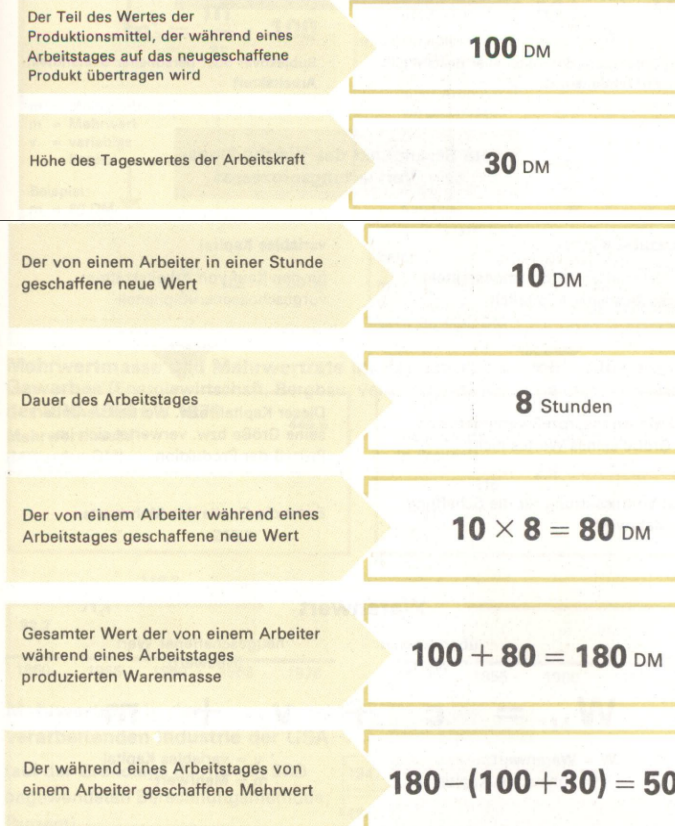 Der Teil des Wertes der
Produktionsmittel, der während eines
Arbeitstages auf das neugeschaffene
Produkt übertragen wird
100 DM
Höhe des Tageswertes der Arbeitskraft
30 DM
Der von einem Arbeiter in einer Stunde
geschaffene neue Wert
10 DM
Dauer des Arbeitstages
8 Stunden
Der von einem Arbeiter während eines
Arbeitstages geschaffene neue Wert
10 × 8 = 80 DM
Gesamter Wert der von einem Arbeiter
während eines Arbeitstages
produzierten Warenmasse
100 + 80 = 180 DM
Der während eines Arbeitstages von
einem Arbeiter geschaffene Mehrwert
180−(100+30) = 50